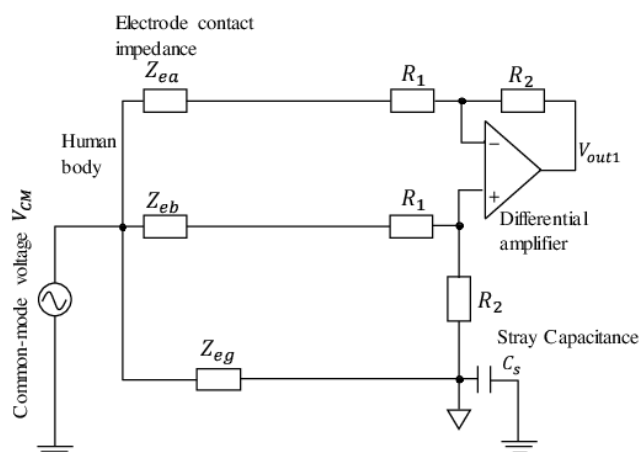 Electrode contact
impedance
Z_ea
R_1
R_2
Human
body
−
+
V_out1
Z_eb
R_1
Differential
amplifier
Common-mode voltage V_CM
R_2
Stray Capacitance
Z_eg
C_s